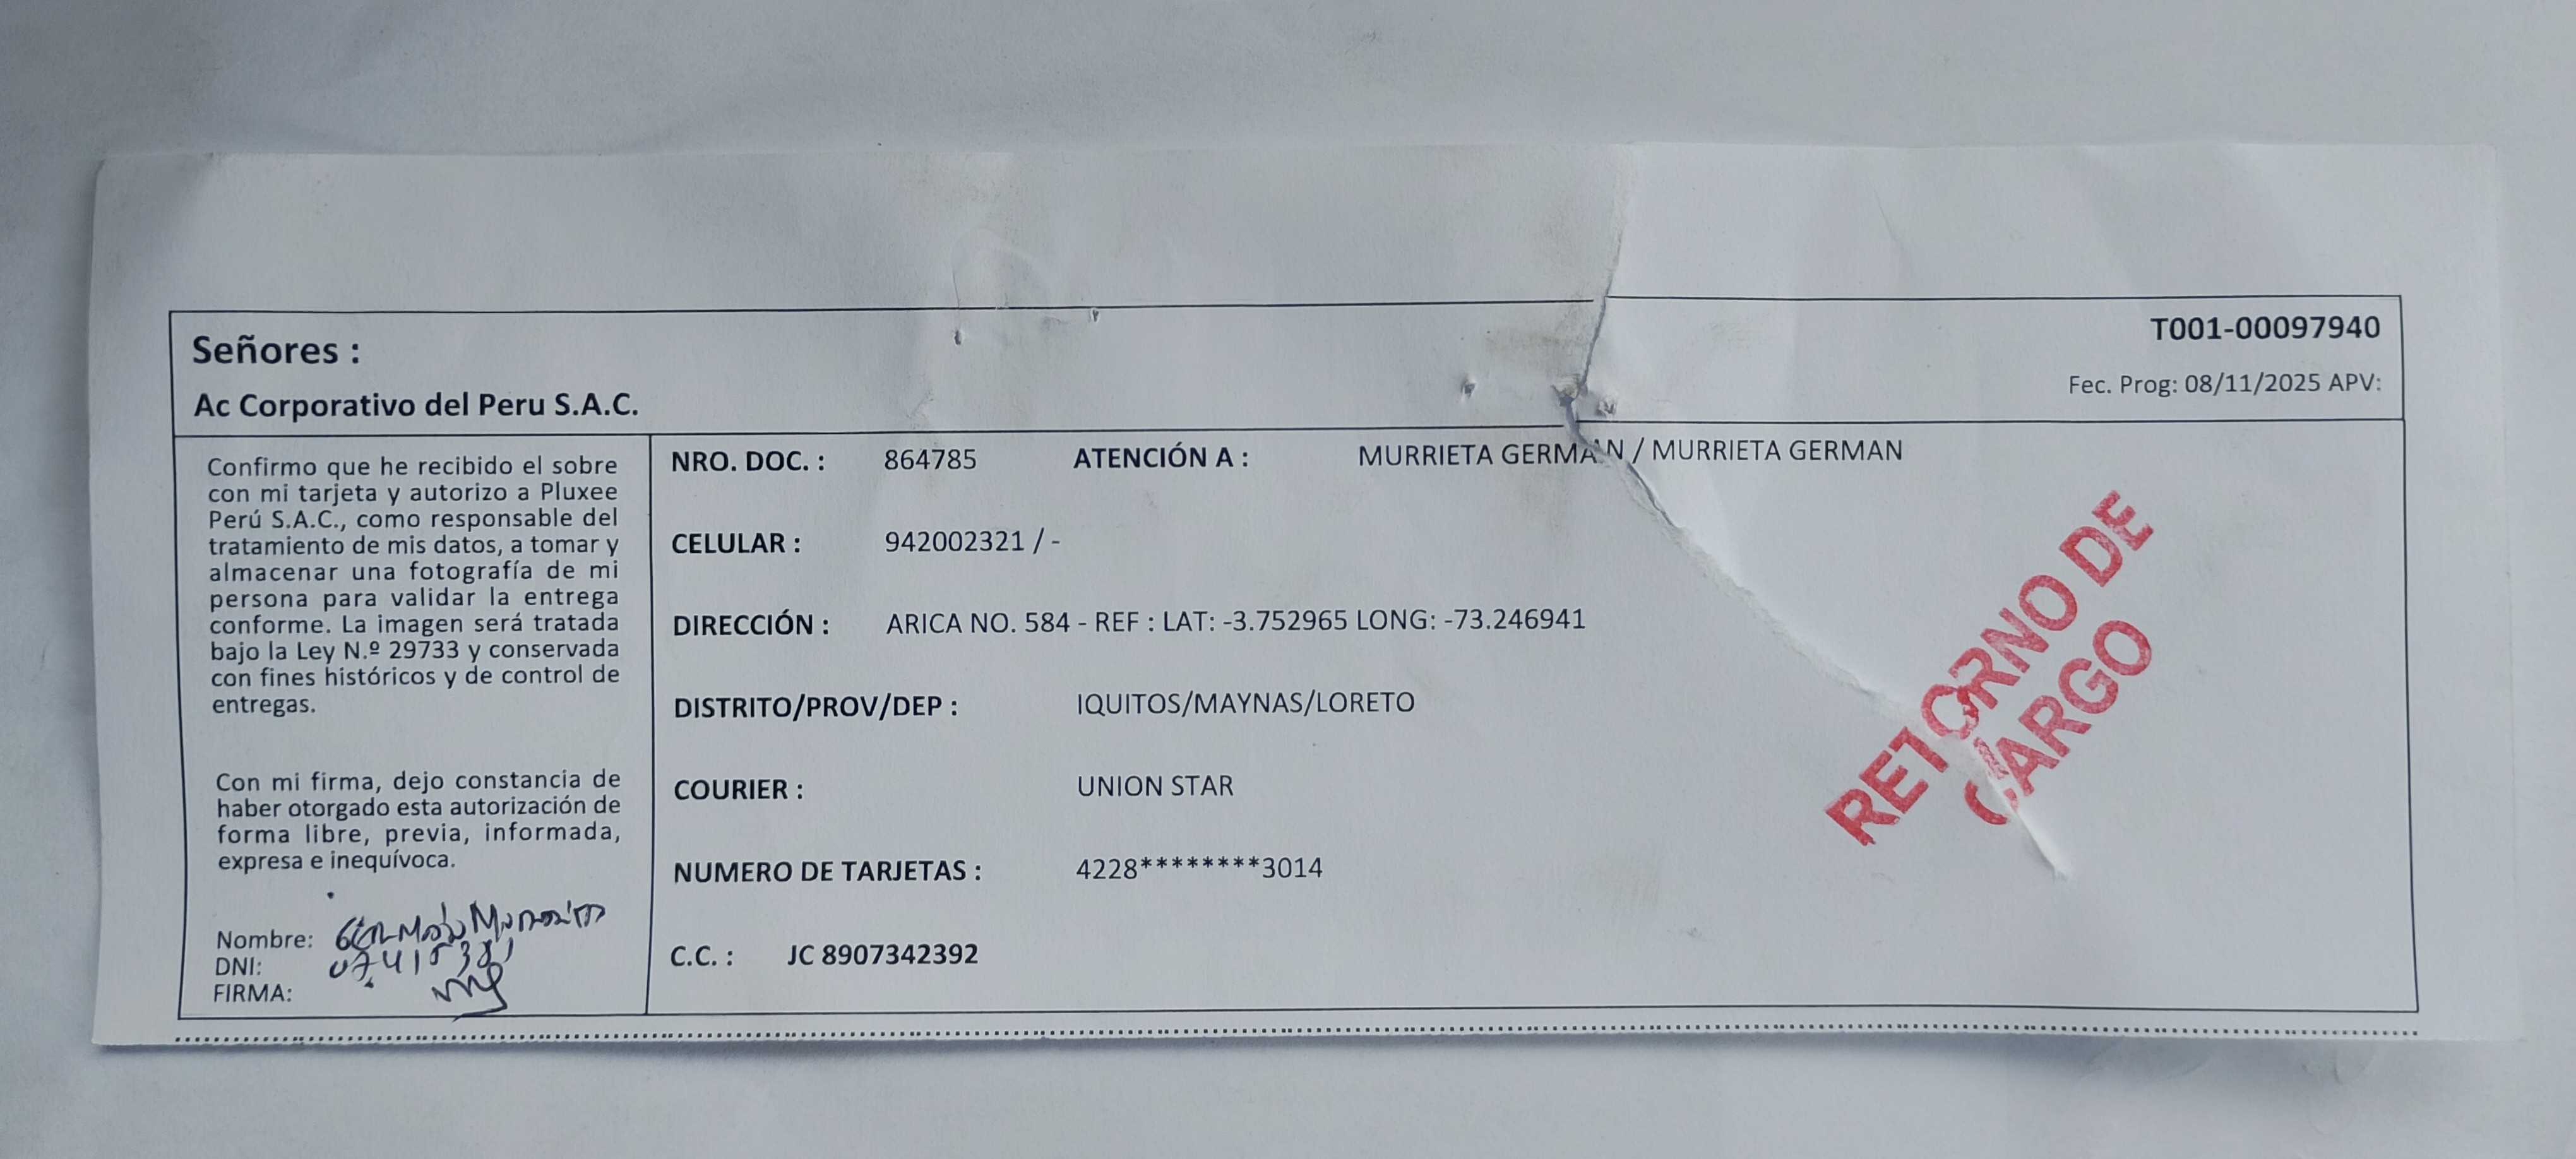 Señores :
Ac Corporativo del Peru S.A.C.
T001-00097940
Fec. Prog: 08/11/2025 APV:
Confirmo que he recibido el sobre
con mi tarjeta y autorizo a Pluxee
Perú S.A.C., como responsable del
tratamiento de mis datos, a tomar y
almacenar una fotografía de mi
persona para validar la entrega
conforme. La imagen será tratada
bajo la Ley N.º 29733 y conservada
con fines históricos y de control de
entregas.
Con mi firma, dejo constancia de
haber otorgado esta autorización de
forma libre, previa, informada,
expresa e inequívoca.
Nombre: German Murrieta
DNI:
FIRMA:
NRO. DOC. : 864785 ATENCIÓN A : MURRIETA GERMAN / MURRIETA GERMAN
CELULAR : 942002321 / -
DIRECCIÓN : ARICA NO. 584 - REF : LAT: -3.752965 LONG: -73.246941
DISTRITO/PROV/DEP : IQUITOS/MAYNAS/LORETO
COURIER : UNION STAR
NUMERO DE TARJETAS : 4228********3014
C.C. : JC 8907342392
RETORNO DE
CARGO